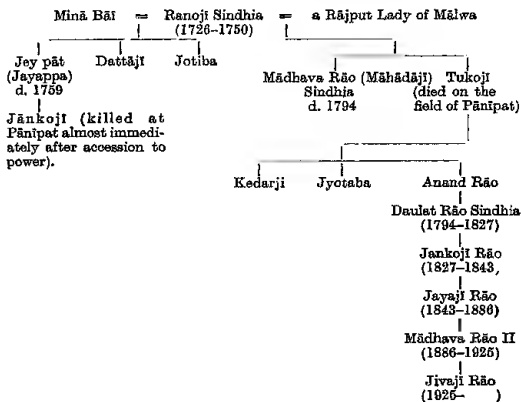 Minā Bāī = Ranojī Sindhia = a Rājput Lady of Mālwa
(1726–1750)
Jey pāt Dattājī Jotiba
(Jayappa)
d. 1759
Jānkojī (killed at
Pānīpat almost immedi-
ately after accession to
power).
Mādhava Rāo (Māhādājī) Tukojī
Sindhia (died on the
d. 1794 field of Pānīpat)
Kedarji Jyotaba Anand Rāo
Daulat Rāo Sindhia
(1794–1827)
Jankojī Rāo
(1827–1843,
Jayajī Rāo
(1843–1886)
Mādhava Rāo II
(1886–1925)
Jivajī Rāo
(1925– )